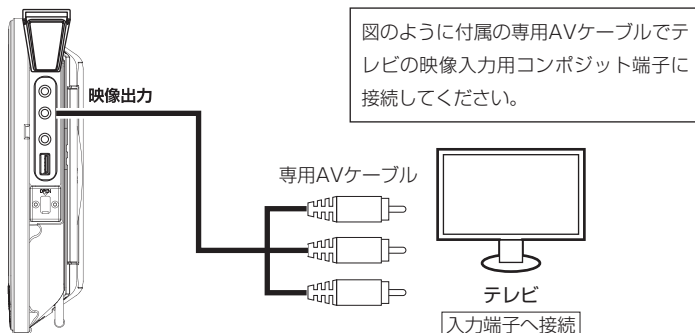 図のように付属の専用AVケーブルでテ
レビの映像入力用コンポジット端子に
接続してください。
映像出力
OPEN
専用AVケーブル
テレビ
入力端子へ接続